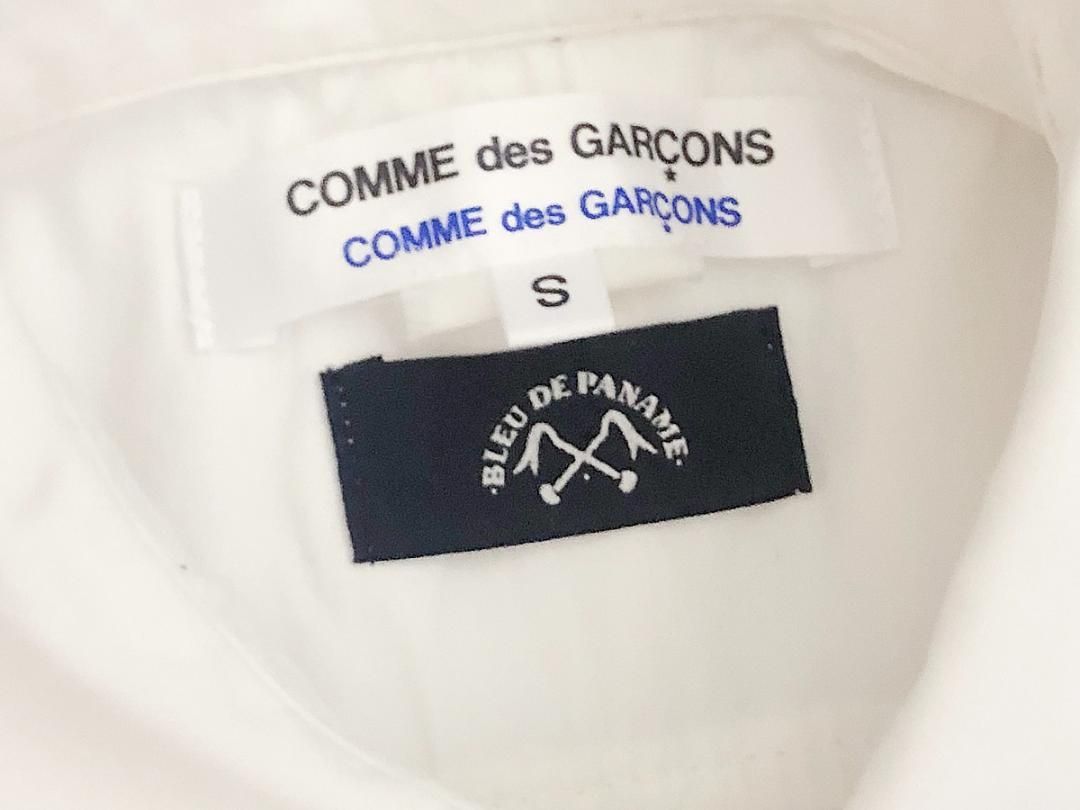 COMME des GARÇONS
COMME des GARÇONS
S
·BLEU DE PANAME·